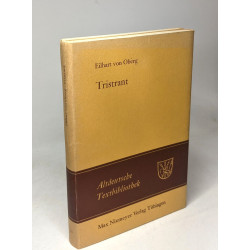 Eilhart von Oberg
Tristrant
Altdeutsche
Textbibliothek
Max Niemeyer Verlag Tübingen